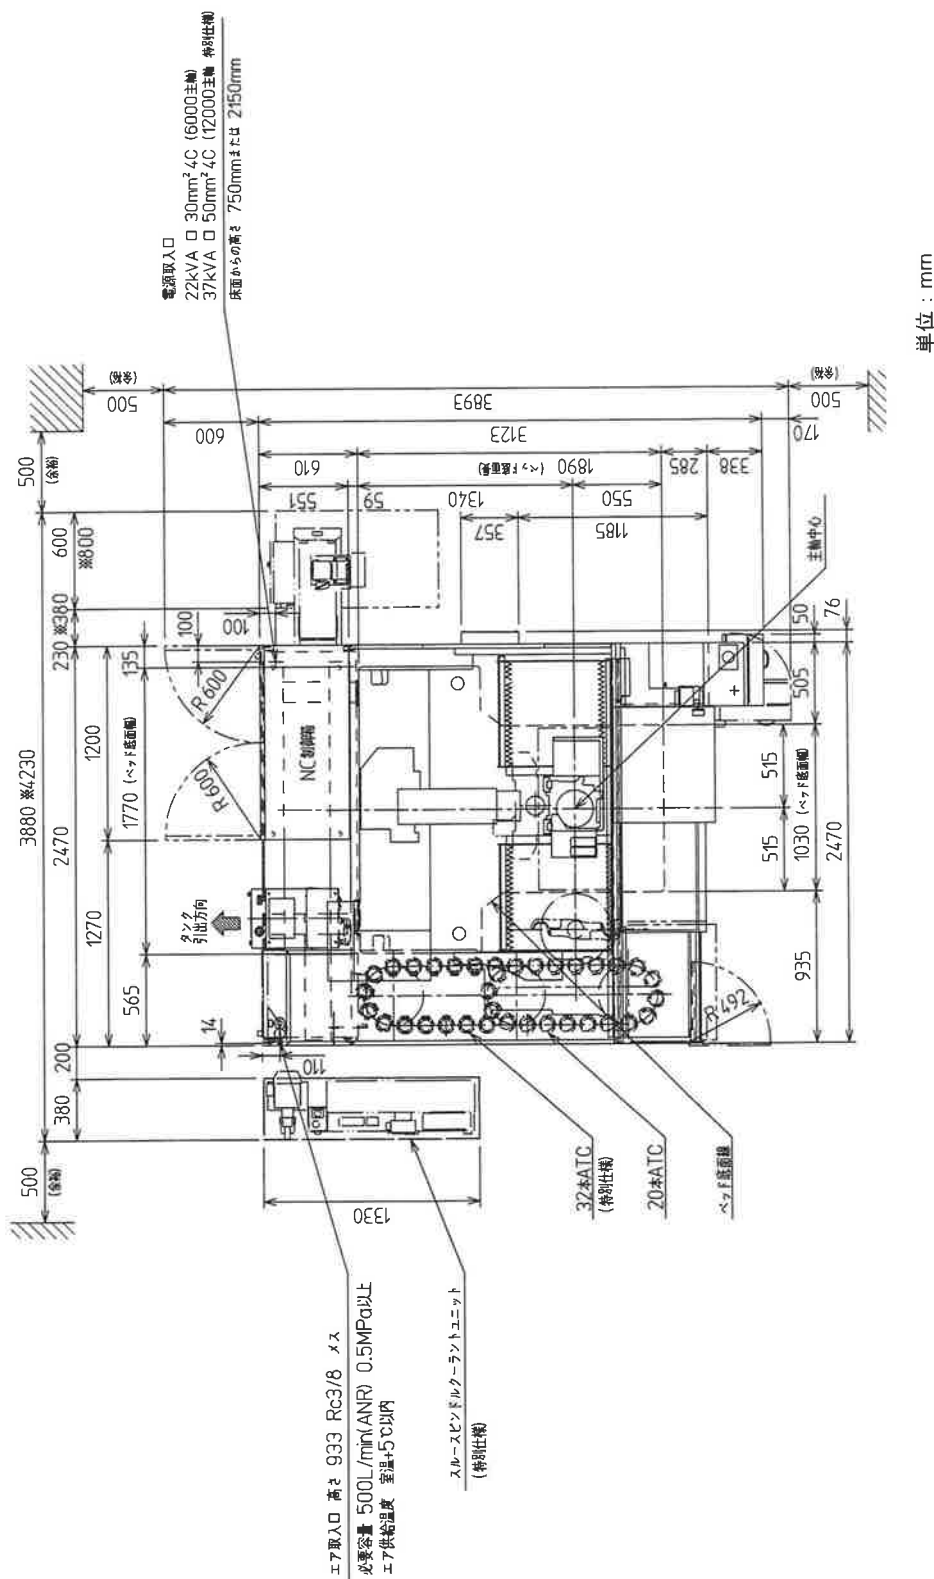 電源取入口
22kVA □ 30mm²4C (6000主軸)
37kVA □ 50mm²4C (12000主軸 特別仕様)
床面からの高さ 750mmまたは 2150mm
500
(余裕)
3880 ※4230
500
(余裕)
380
200
2470
230
※380
600
※800
1270
1200
565
1770 (ベッド底面幅)
135
100
14
110
100
タンク
引出方向
R600
R600
NC制御箱
500
(余裕)
600
3893
3123
610
551
59
1890
(ベッド底面奥)
1340
357
550
1185
285
338
170
500
(余裕)
主軸中心
R492
515
515
505
50
76
935
1030 (ベッド底面幅)
2470
1330
32本ATC
(特別仕様)
20本ATC
ベッド底面線
エア取入口 高さ 933 Rc3/8 メス
必要容量 500L/min(ANR) 0.5MPa以上
エア供給温度 室温+5℃以内
スルースピンドルクーラントユニット
(特別仕様)
単位：mm